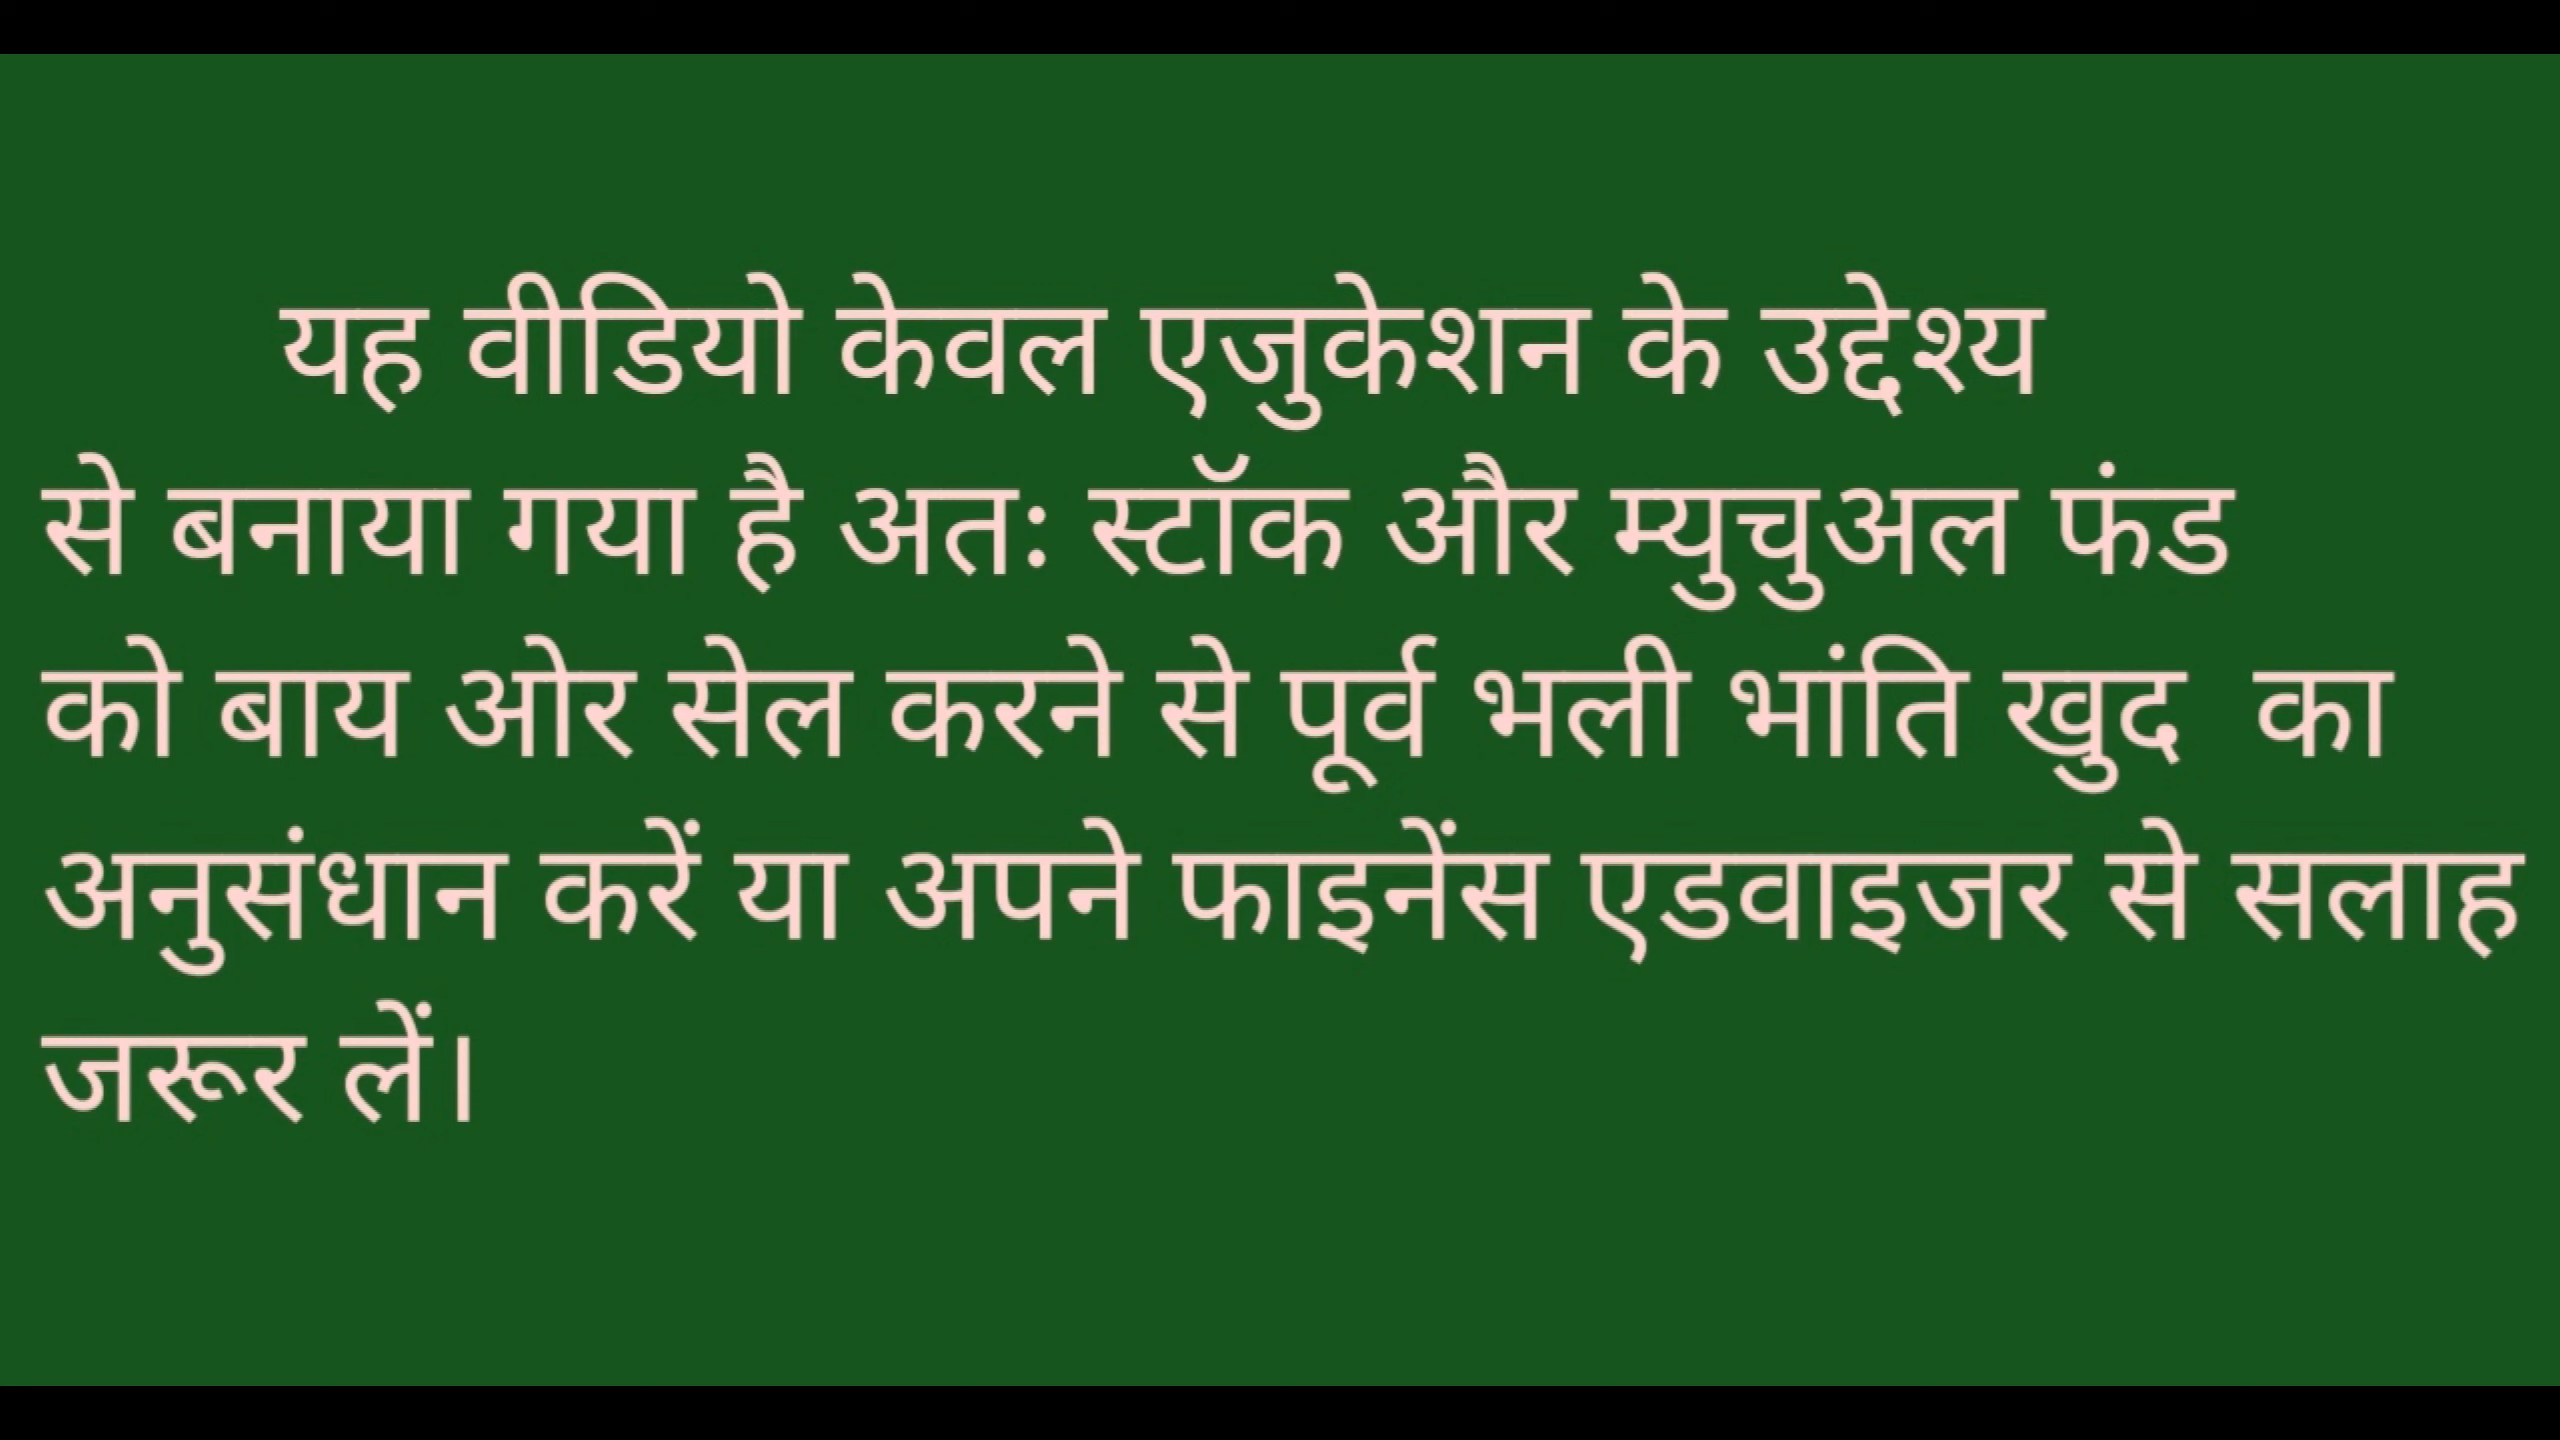 यह वीडियो केवल एजुकेशन के उद्देश्य
से बनाया गया है अतः स्टॉक और म्युचुअल फंड
को बाय ओर सेल करने से पूर्व भली भांति खुद का
अनुसंधान करें या अपने फाइनेंस एडवाइजर से सलाह
जरूर लें।